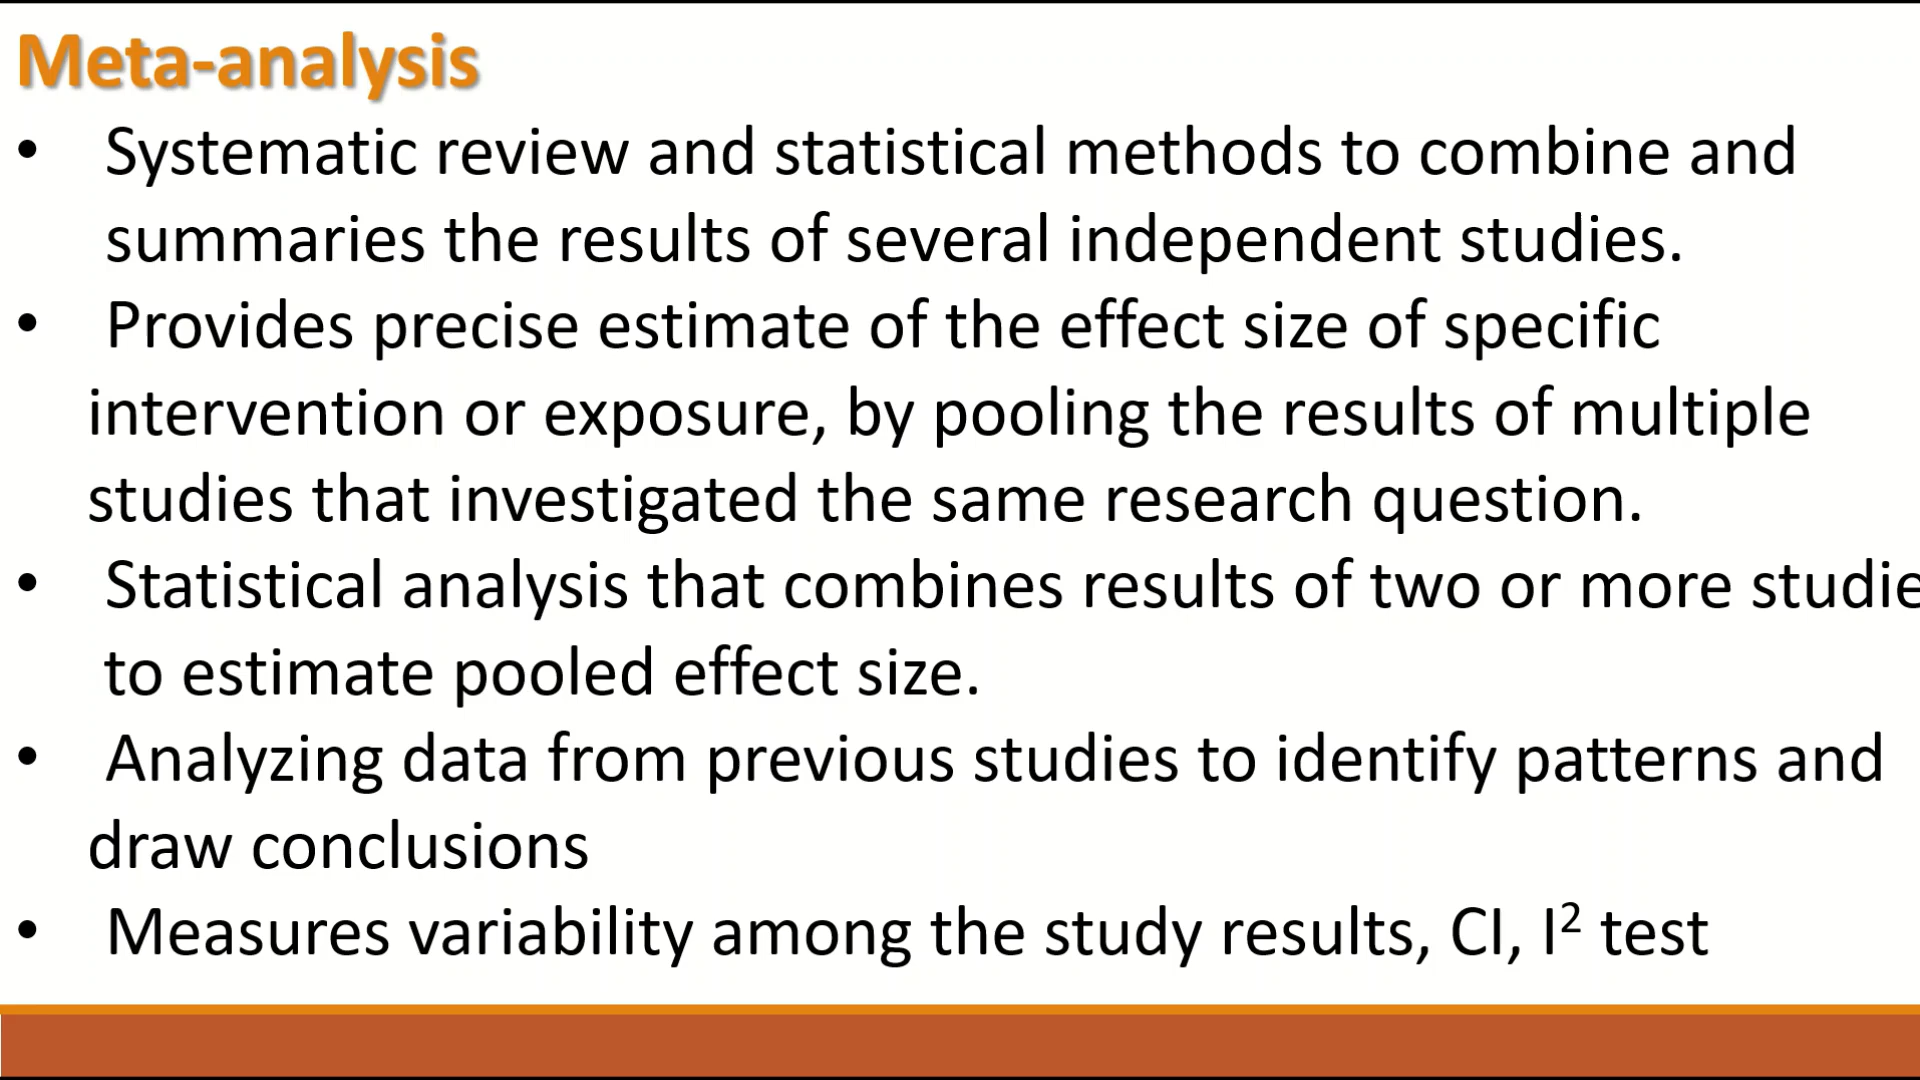 Meta-analysis
• Systematic review and statistical methods to combine and
summaries the results of several independent studies.
• Provides precise estimate of the effect size of specific
intervention or exposure, by pooling the results of multiple
studies that investigated the same research question.
• Statistical analysis that combines results of two or more studie
to estimate pooled effect size.
• Analyzing data from previous studies to identify patterns and
draw conclusions
• Measures variability among the study results, CI, I² test